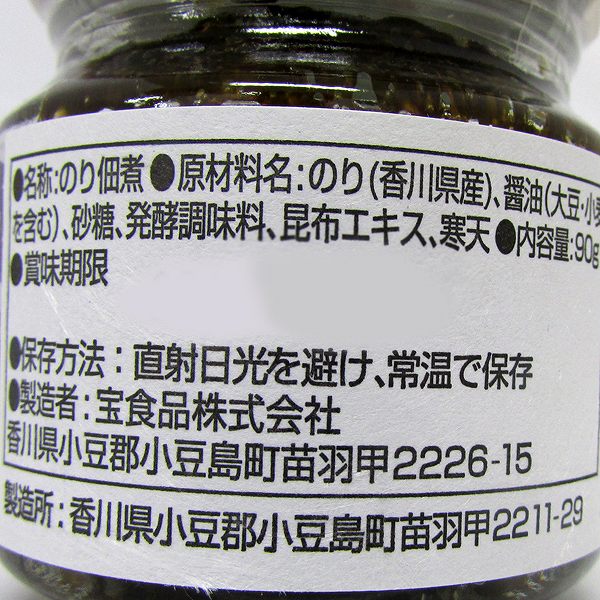 ●名称:のり佃煮 ●原材料名:のり(香川県産)、醤油(大豆・小麦
を含む)、砂糖、発酵調味料、昆布エキス、寒天 ●内容量:90g
●賞味期限
●保存方法：直射日光を避け、常温で保存
●製造者：宝食品株式会社
香川県小豆郡小豆島町苗羽甲2226-15
製造所：香川県小豆郡小豆島町苗羽甲2211-29